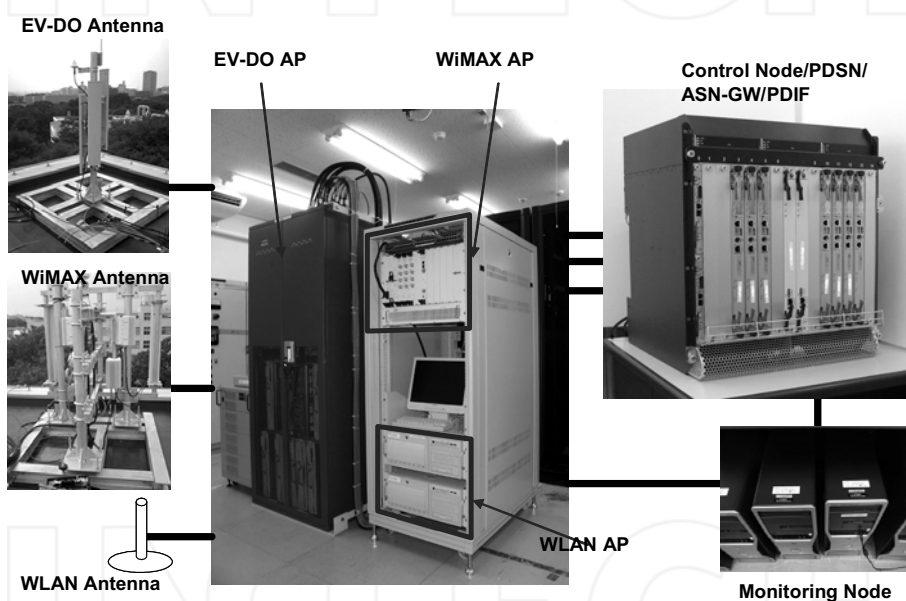 EV-DO Antenna
EV-DO AP
WiMAX AP
Control Node/PDSN/
ASN-GW/PDIF
WiMAX Antenna
WLAN AP
WLAN Antenna
Monitoring Node